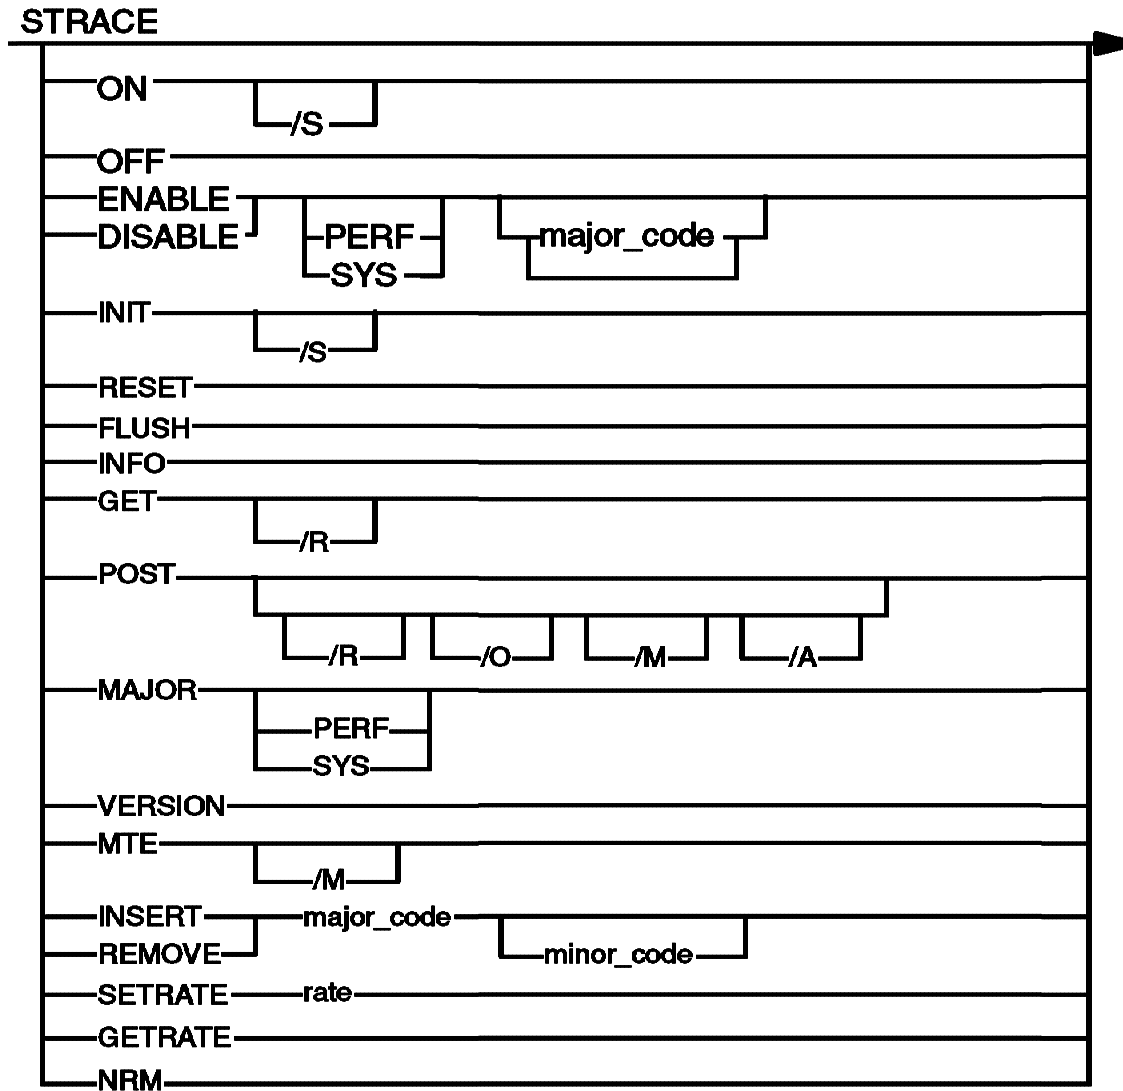 STRACE
ON
/S
OFF
ENABLE
DISABLE PERF major_code
SYS
INIT
/S
RESET
FLUSH
INFO
GET
/R
POST
/R /O /M /A
MAJOR
PERF
SYS
VERSION
MTE
/M
INSERT major_code
REMOVE minor_code
SETRATE rate
GETRATE
NRM